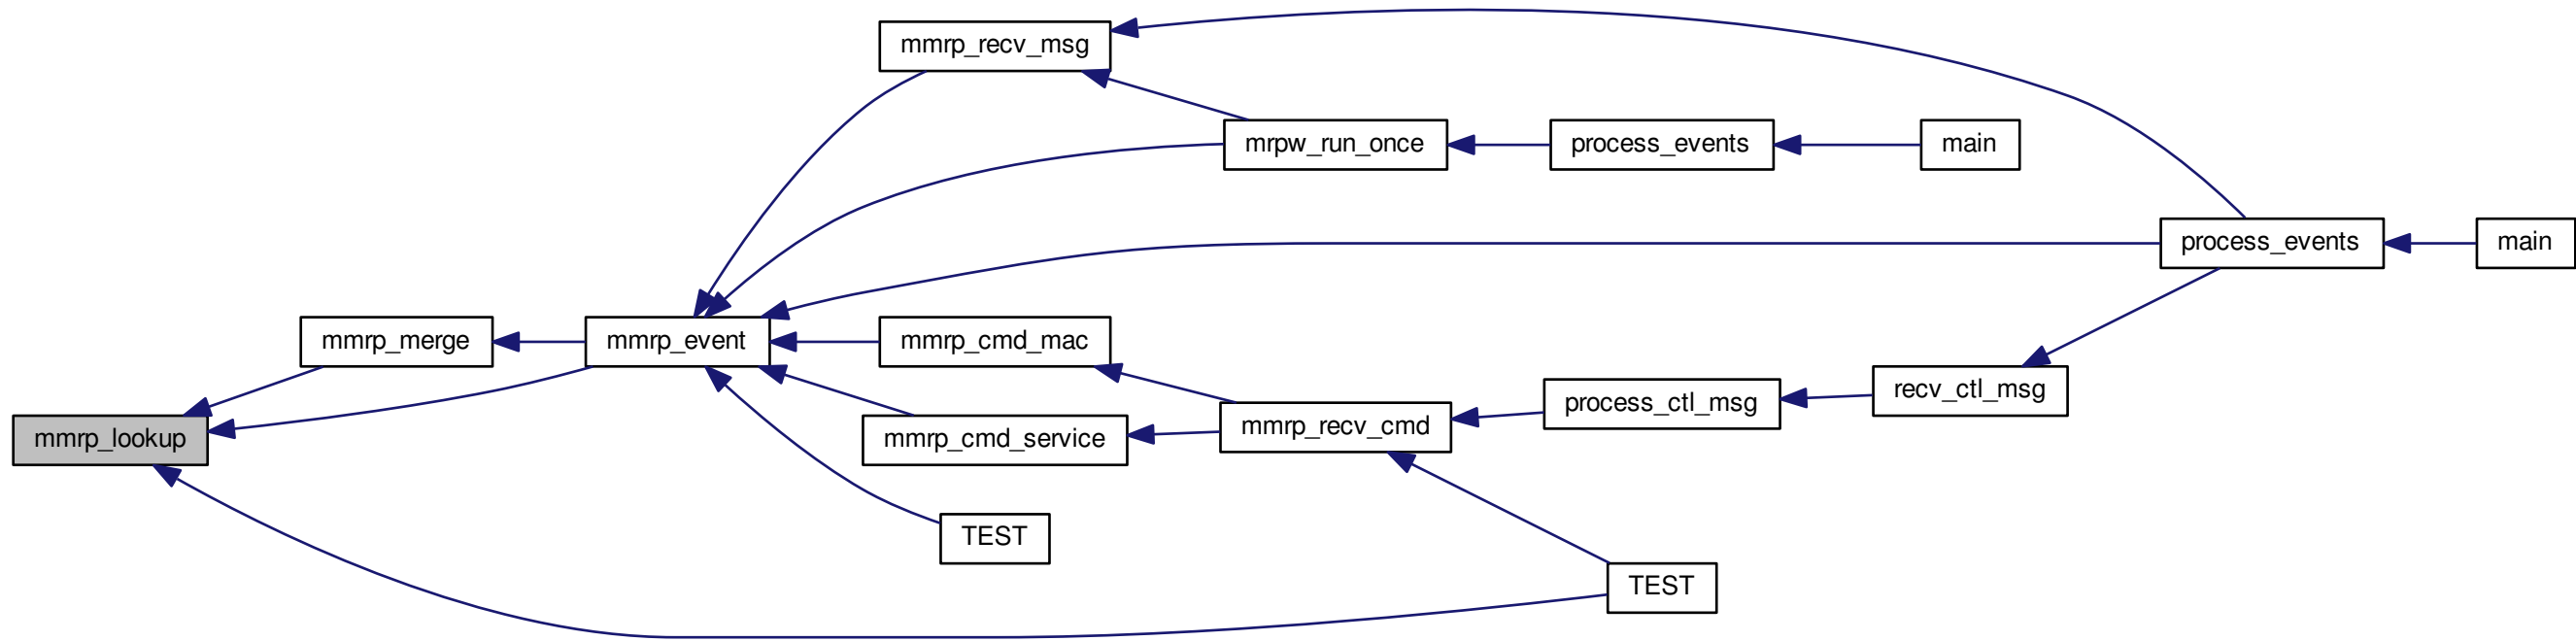 mmrp_recv_msg
mrpw_run_once
process_events
main
process_events
main
mmrp_merge
mmrp_event
mmrp_cmd_mac
recv_ctl_msg
process_ctl_msg
mmrp_lookup
mmrp_cmd_service
mmrp_recv_cmd
TEST
TEST